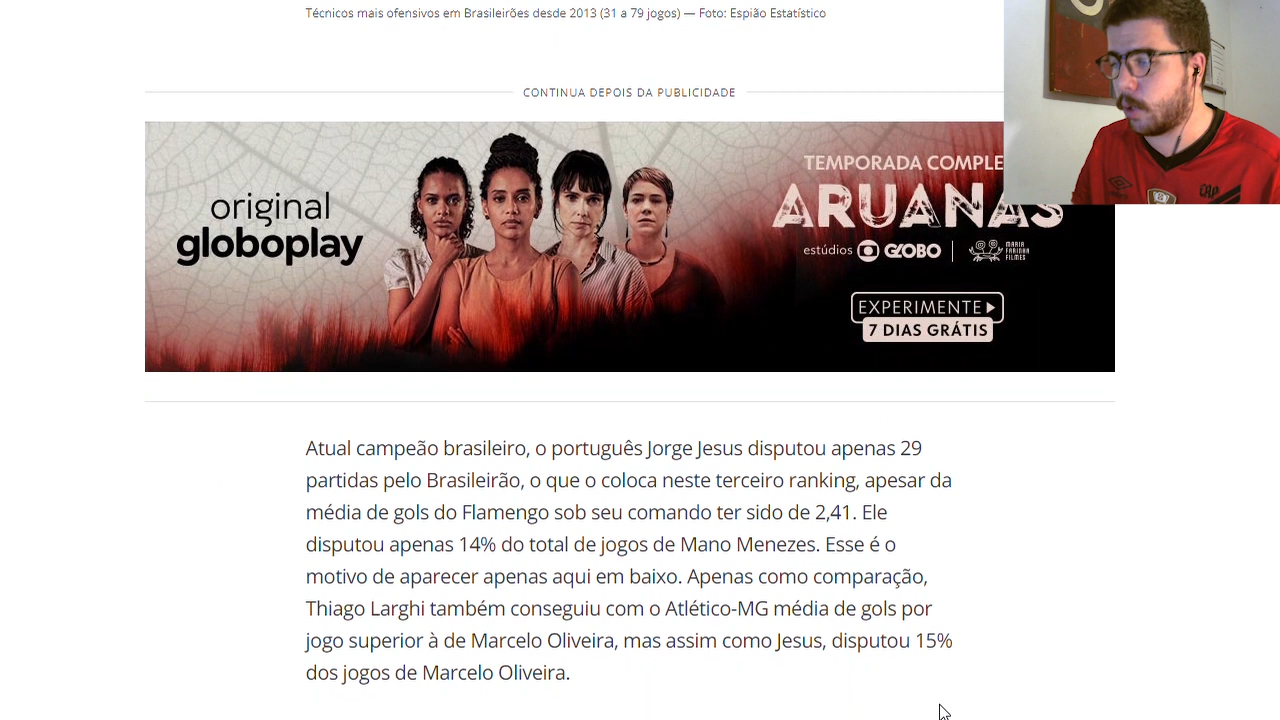 Técnicos mais ofensivos em Brasileirões desde 2013 (31 a 79 jogos) — Foto: Espião Estatístico
CONTINUA DEPOIS DA PUBLICIDADE
original
globoplay
TEMPORADA COMPLE
ARUANAS
estúdios GLOBO
MARIA
FARINHA
FILMES
EXPERIMENTE
7 DIAS GRÁTIS
CAP
Atual campeão brasileiro, o português Jorge Jesus disputou apenas 29
partidas pelo Brasileirão, o que o coloca neste terceiro ranking, apesar da
média de gols do Flamengo sob seu comando ter sido de 2,41. Ele
disputou apenas 14% do total de jogos de Mano Menezes. Esse é o
motivo de aparecer apenas aqui em baixo. Apenas como comparação,
Thiago Larghi também conseguiu com o Atlético-MG média de gols por
jogo superior à de Marcelo Oliveira, mas assim como Jesus, disputou 15%
dos jogos de Marcelo Oliveira.